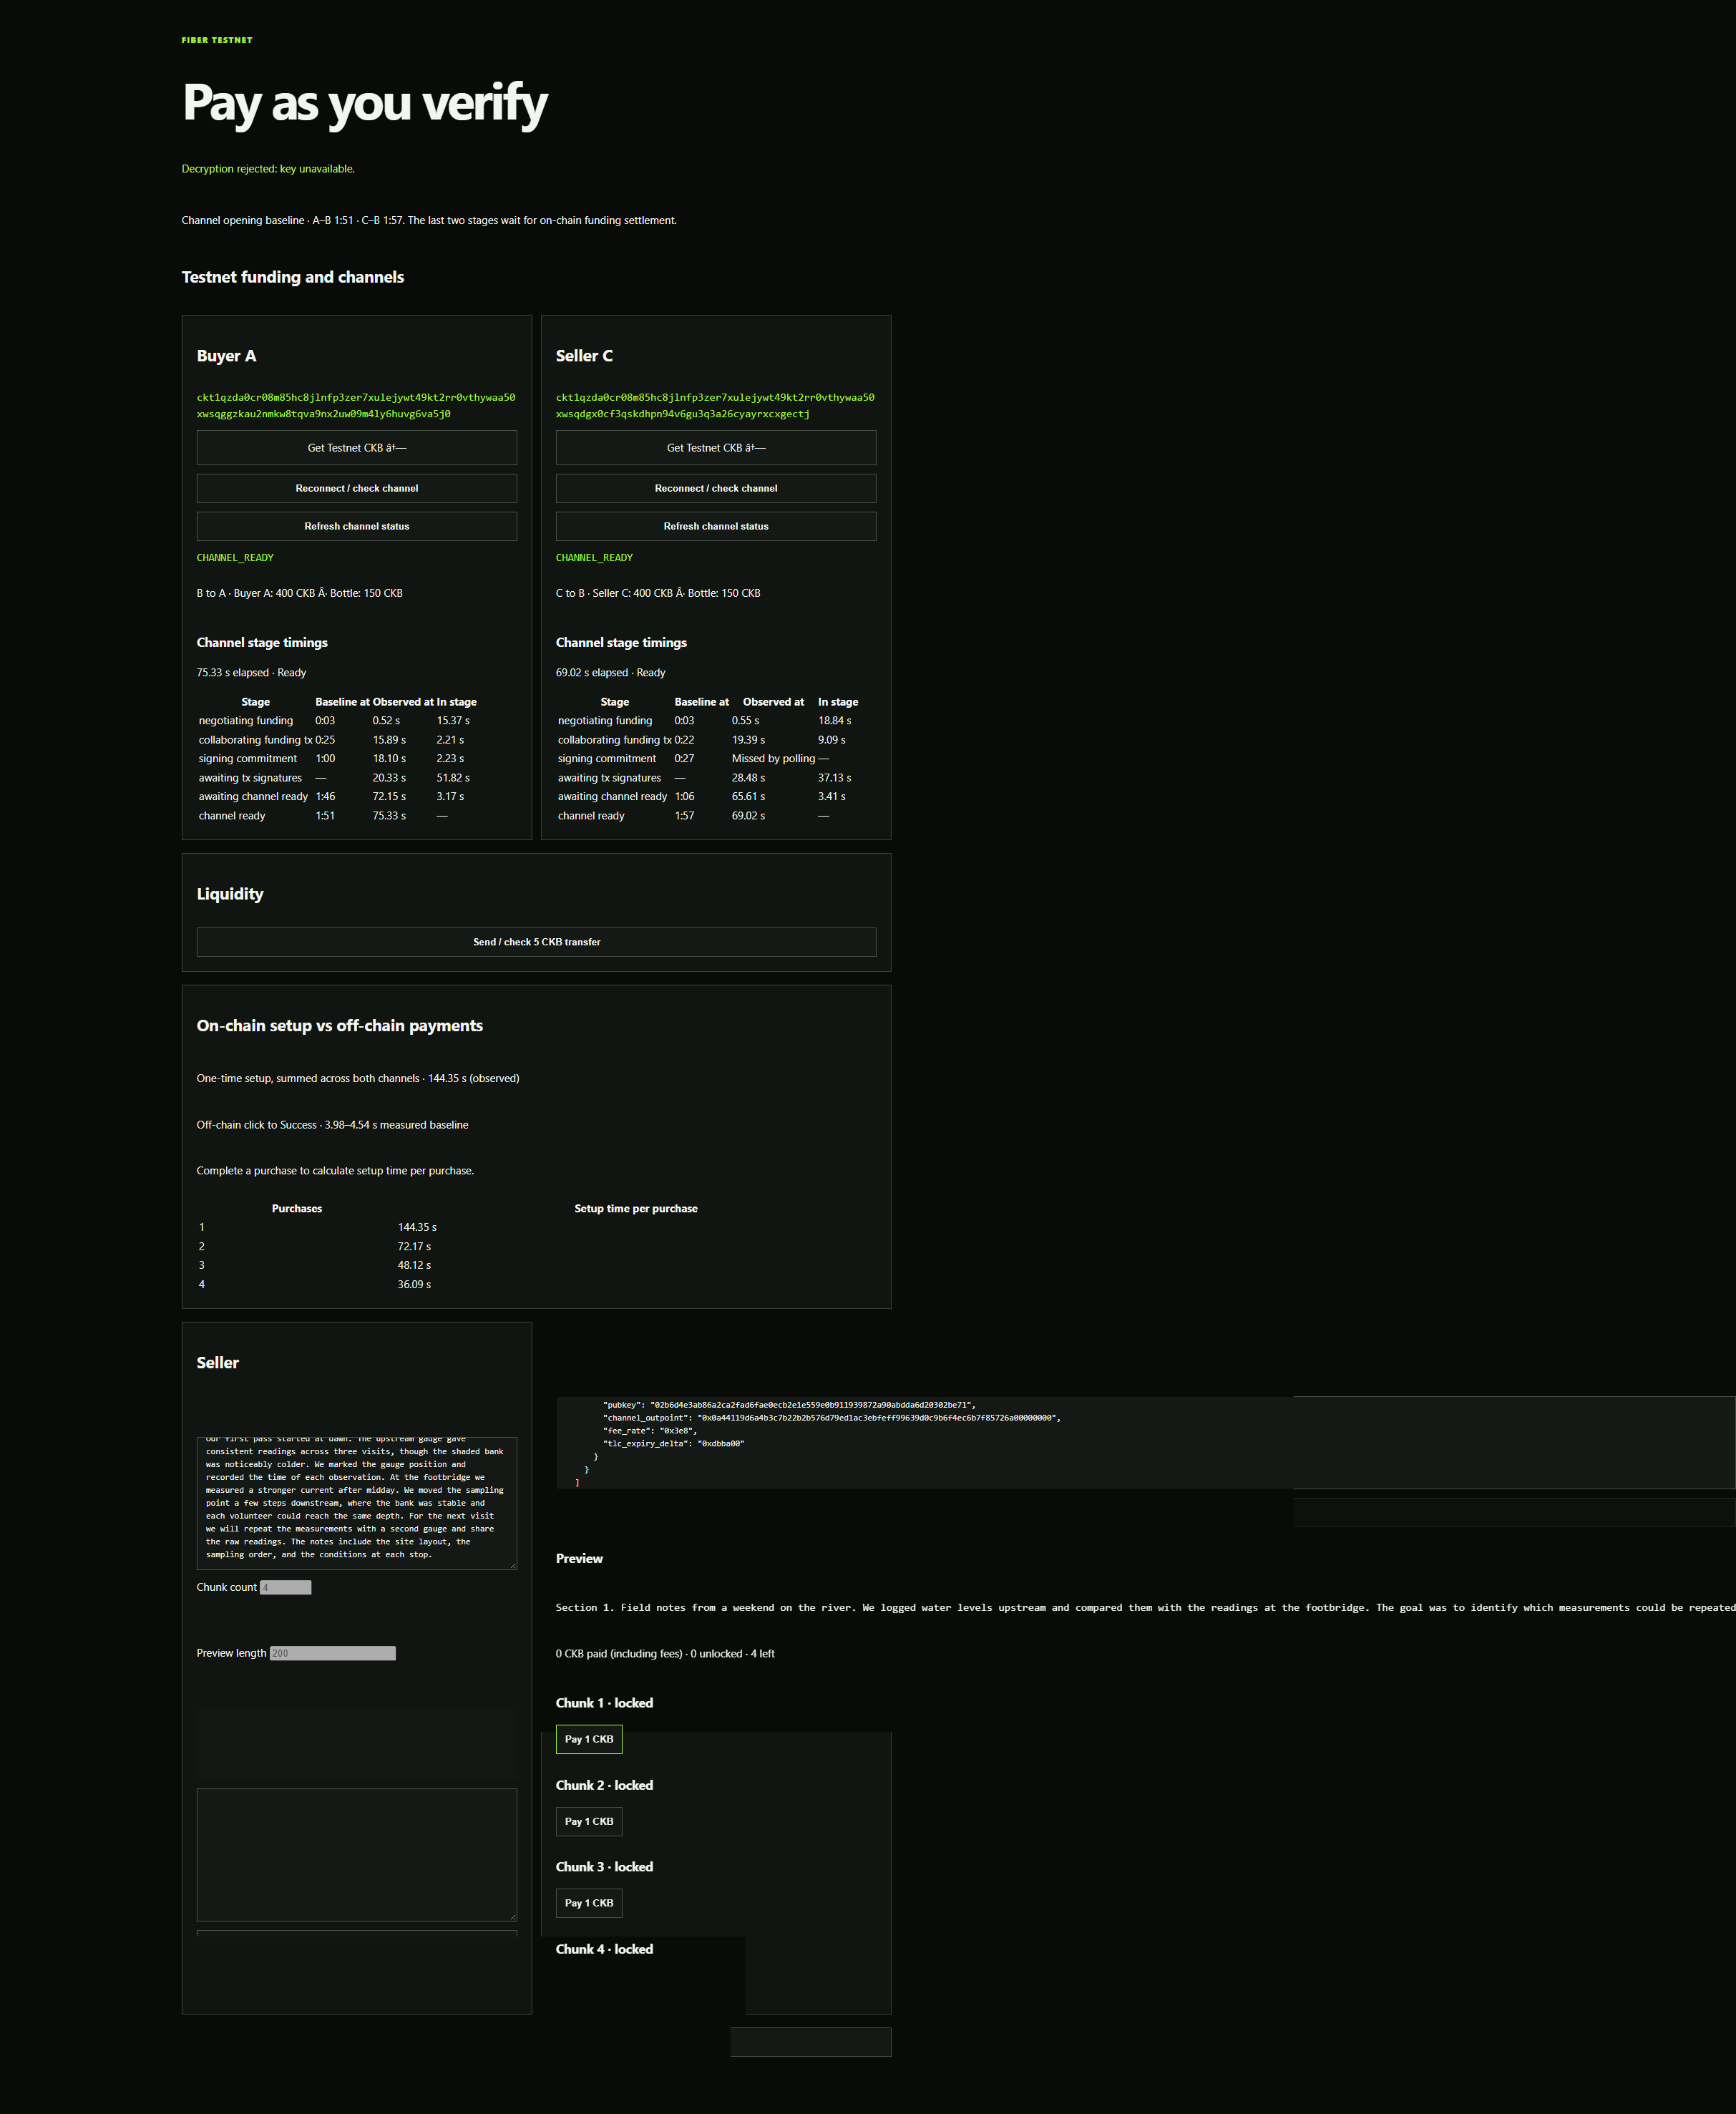 FIBER TESTNET
Pay as you verify
Decryption rejected: key unavailable.
Channel opening baseline · A–B 1:51 · C–B 1:57. The last two stages wait for on-chain funding settlement.
Testnet funding and channels
Buyer A
ckt1qzda0cr08m85hc8jlnfp3zer7xulejywt49kt2rr0vthywaa50
xwsqggzkau2nmkw8tqva9nx2uw09m4ly6huvg6va5j0
Get Testnet CKB â†—
Reconnect / check channel
Refresh channel status
CHANNEL_READY
B to A · Buyer A: 400 CKB Â· Bottle: 150 CKB
Channel stage timings
75.33 s elapsed · Ready
Stage Baseline at Observed at In stage
negotiating funding 0:03 0.52 s 15.37 s
collaborating funding tx 0:25 15.89 s 2.21 s
signing commitment 1:00 18.10 s 2.23 s
awaiting tx signatures — 20.33 s 51.82 s
awaiting channel ready 1:46 72.15 s 3.17 s
channel ready 1:51 75.33 s —
Seller C
ckt1qzda0cr08m85hc8jlnfp3zer7xulejywt49kt2rr0vthywaa50
xwsqdgx0cf3qskdhpn94v6gu3q3a26cyayrxcxgectj
Get Testnet CKB â†—
Reconnect / check channel
Refresh channel status
CHANNEL_READY
C to B · Seller C: 400 CKB Â· Bottle: 150 CKB
Channel stage timings
69.02 s elapsed · Ready
Stage Baseline at Observed at In stage
negotiating funding 0:03 0.55 s 18.84 s
collaborating funding tx 0:22 19.39 s 9.09 s
signing commitment 0:27 Missed by polling —
awaiting tx signatures — 28.48 s 37.13 s
awaiting channel ready 1:06 65.61 s 3.41 s
channel ready 1:57 69.02 s —
Liquidity
Send / check 5 CKB transfer
On-chain setup vs off-chain payments
One-time setup, summed across both channels · 144.35 s (observed)
Off-chain click to Success · 3.98–4.54 s measured baseline
Complete a purchase to calculate setup time per purchase.
Purchases Setup time per purchase
1 144.35 s
2 72.17 s
3 48.12 s
4 36.09 s
Seller
Our first pass started at dawn. The upstream gauge gave
consistent readings across three visits, though the shaded bank
was noticeably colder. We marked the gauge position and
recorded the time of each observation. At the footbridge we
measured a stronger current after midday. We moved the sampling
point a few steps downstream, where the bank was stable and
each volunteer could reach the same depth. For the next visit
we will repeat the measurements with a second gauge and share
the raw readings. The notes include the site layout, the
sampling order, and the conditions at each stop.
Chunk count 4
Preview length 200
"pubkey": "02b6d4e3ab86a2ca2fad6fae0ecb2e1e559e0b911939872a90abdda6d20302be71",
"channel_outpoint": "0x0a44119d6a4b3c7b22b2b576d79ed1ac3ebfeff99639d0c9b6f4ec6b7f85726a00000000",
"fee_rate": "0x3e8",
"tlc_expiry_delta": "0xdbba00"
}
}
]
Preview
Section 1. Field notes from a weekend on the river. We logged water levels upstream and compared them with the readings at the footbridge. The goal was to identify which measurements could be repeated
0 CKB paid (including fees) · 0 unlocked · 4 left
Chunk 1 · locked
Pay 1 CKB
Chunk 2 · locked
Pay 1 CKB
Chunk 3 · locked
Pay 1 CKB
Chunk 4 · locked